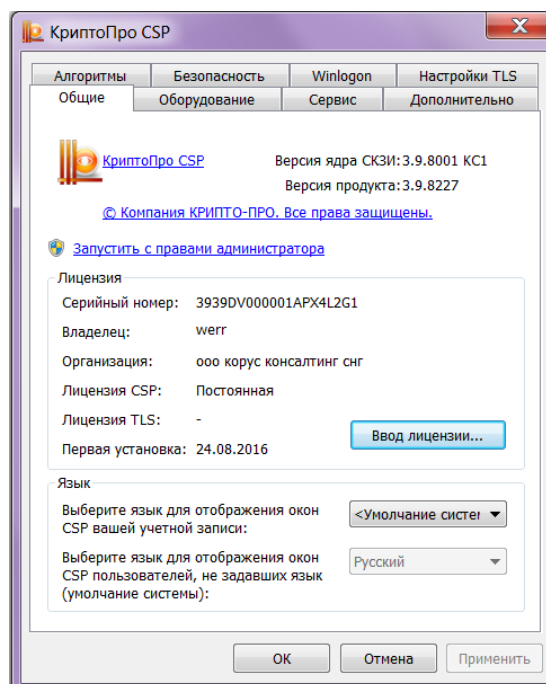 КриптоПро CSP
Алгоритмы Безопасность Winlogon Настройки TLS
Общие Оборудование Сервис Дополнительно
КриптоПро CSP
Версия ядра СКЗИ: 3.9.8001 КС1
Версия продукта: 3.9.8227
© Компания КРИПТО-ПРО. Все права защищены.
Запустить с правами администратора
Лицензия
Серийный номер: 3939DV000001APX4L2G1
Владелец: werr
Организация: ооо корус консалтинг снг
Лицензия CSP: Постоянная
Лицензия TLS: -
Первая установка: 24.08.2016
Ввод лицензии...
Язык
Выберите язык для отображения окон
CSP вашей учетной записи:
<Умолчание систег
Выберите язык для отображения окон
CSP пользователей, не задавших язык
(умолчание системы):
Русский
ОК Отмена Применить